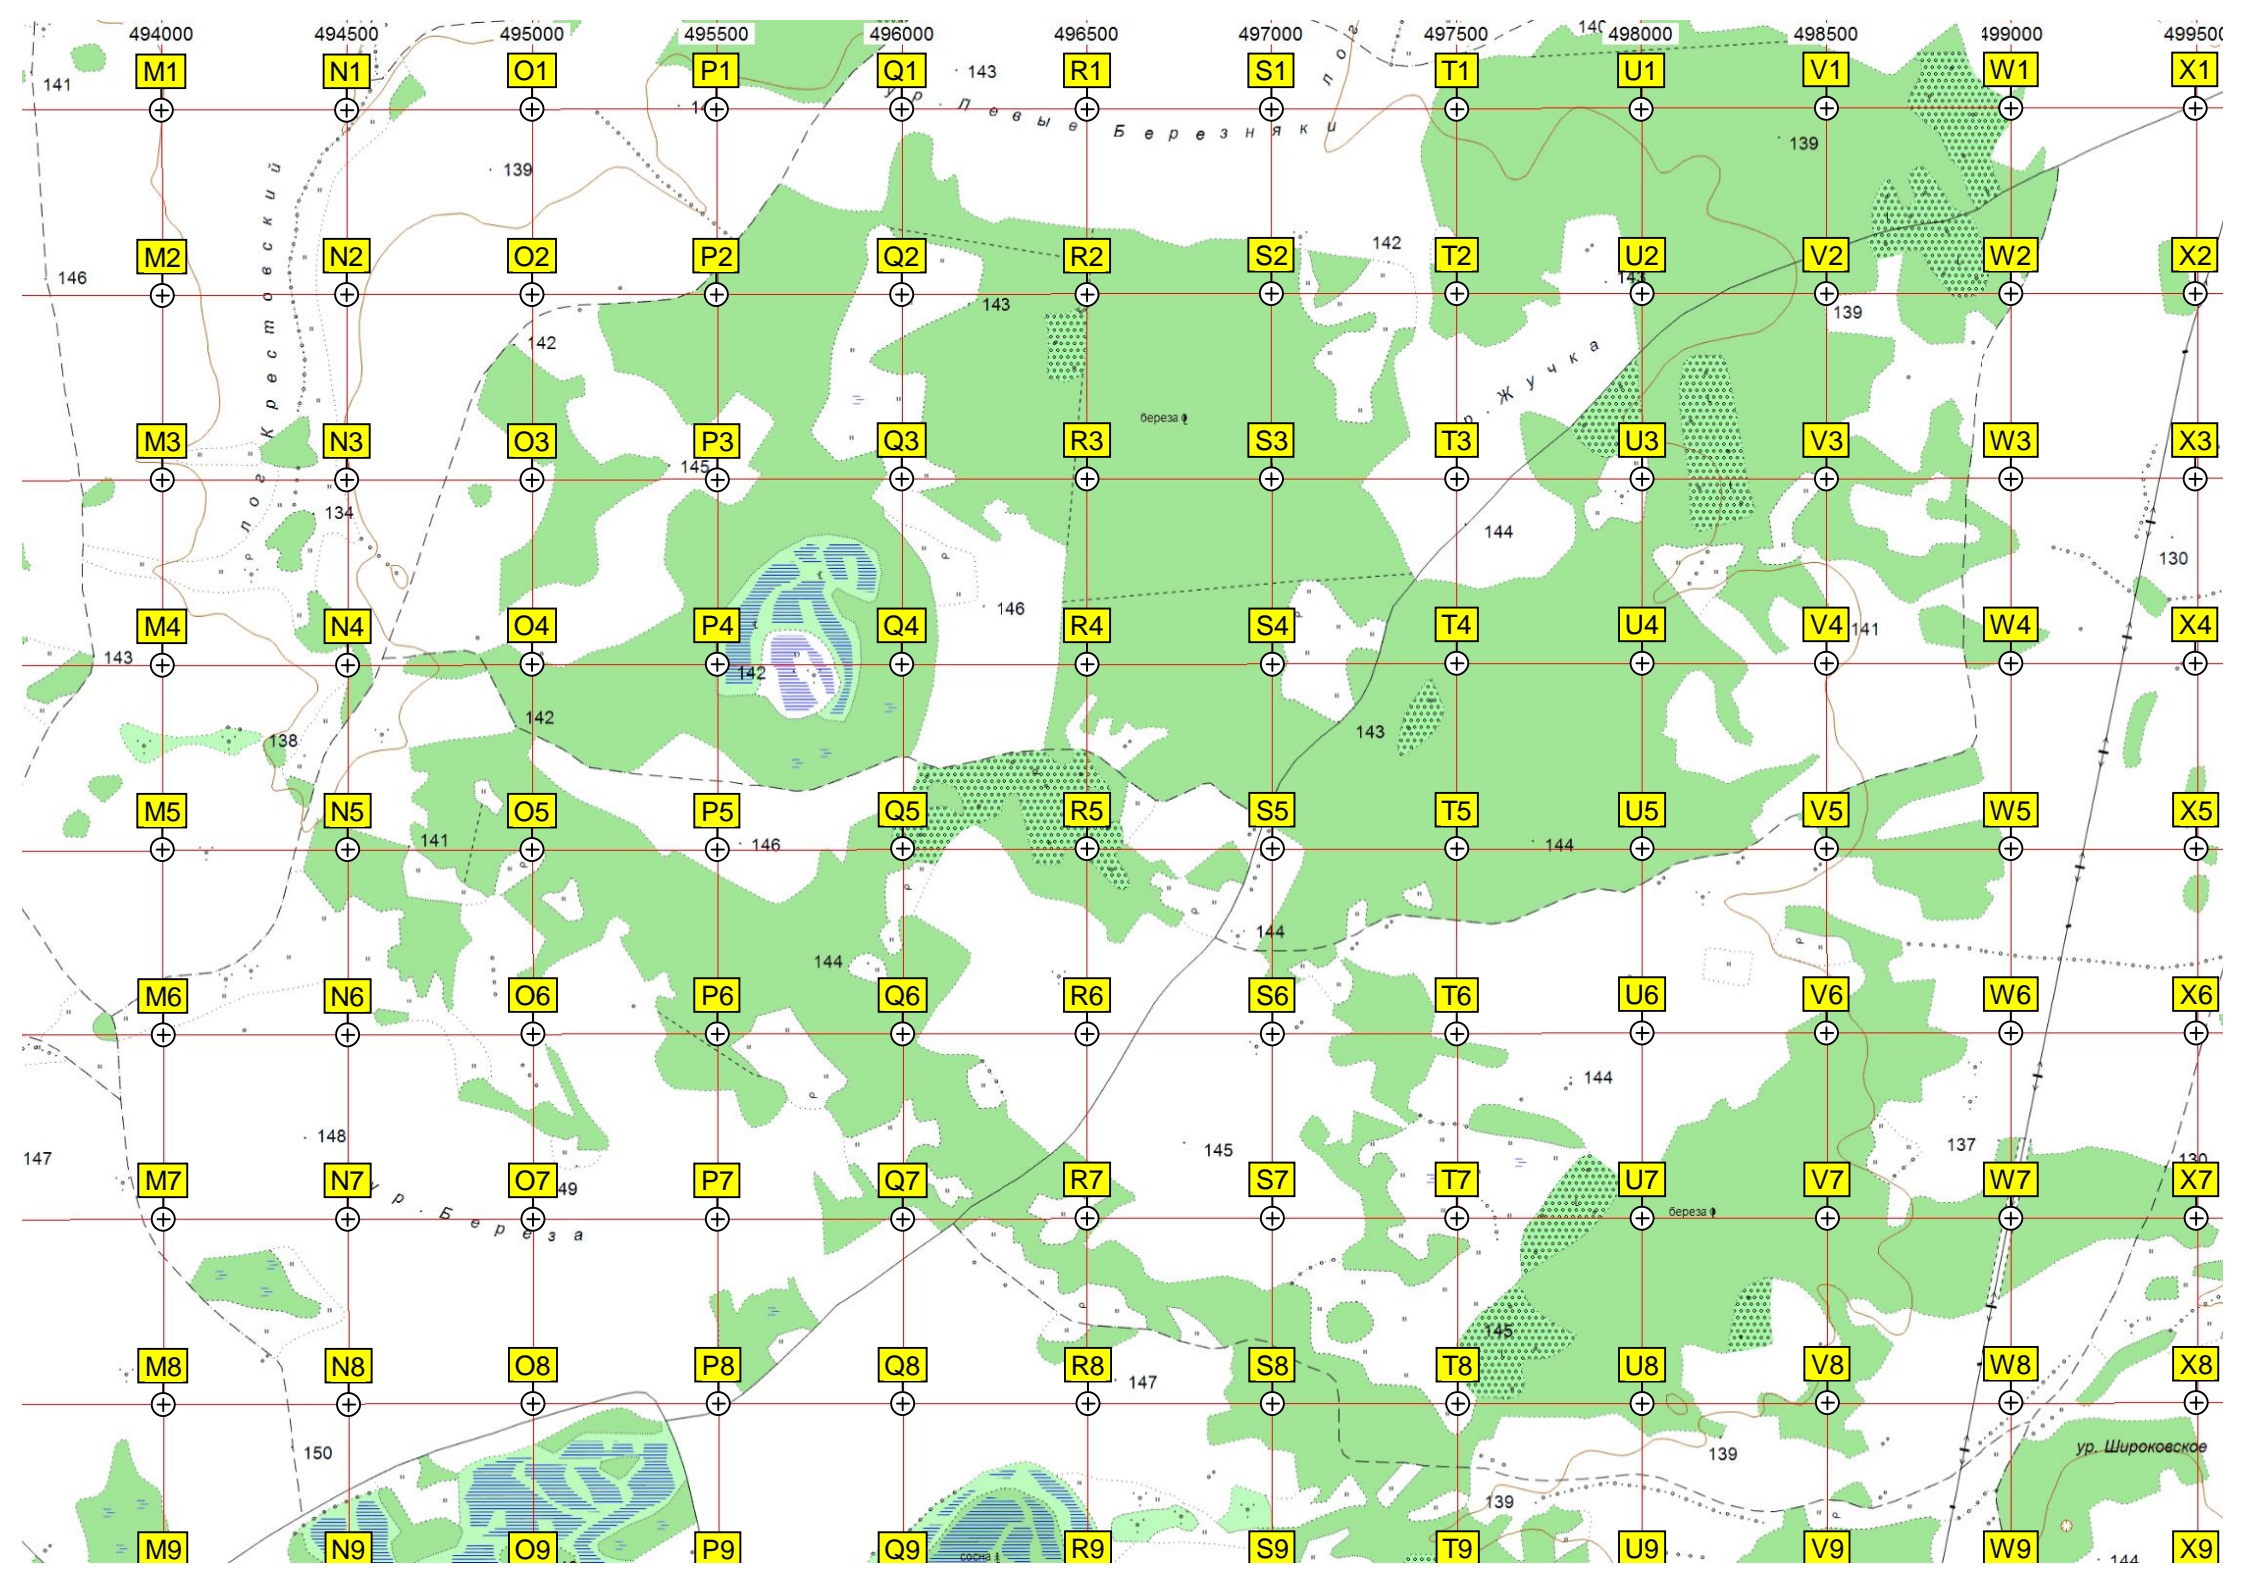 494000 494500 495000 495500 496000 496500 497000 497500 498000 498500 499000
M1 N1 O1 P1 Q1 R1 S1 T1 U1 V1 W1 X1
141 143 139 139
ур. Левые Березняки
лог Крестовский
M2 N2 O2 P2 Q2 R2 S2 T2 U2 V2 W2 X2
146 142 143 143 142 139
р. Жучка
береза
M3 N3 O3 P3 Q3 R3 S3 T3 U3 V3 W3 X3
145
134 144 130
146
M4 N4 O4 P4 Q4 R4 S4 T4 U4 V4 W4 X4
143 142 141
138 142 143
M5 N5 O5 P5 Q5 R5 S5 T5 U5 V5 W5 X5
141 146 144
144 144
M6 N6 O6 P6 Q6 R6 S6 T6 U6 V6 W6 X6
144
147 148 145 137 130
M7 N7 O7 P7 Q7 R7 S7 T7 U7 V7 W7 X7
49
ур. Береза
береза
145
M8 N8 O8 P8 Q8 R8 S8 T8 U8 V8 W8 X8
147
150 139
ур. Широковское
139
M9 N9 O9 P9 Q9 R9 S9 T9 U9 V9 W9 X9
сосна
144